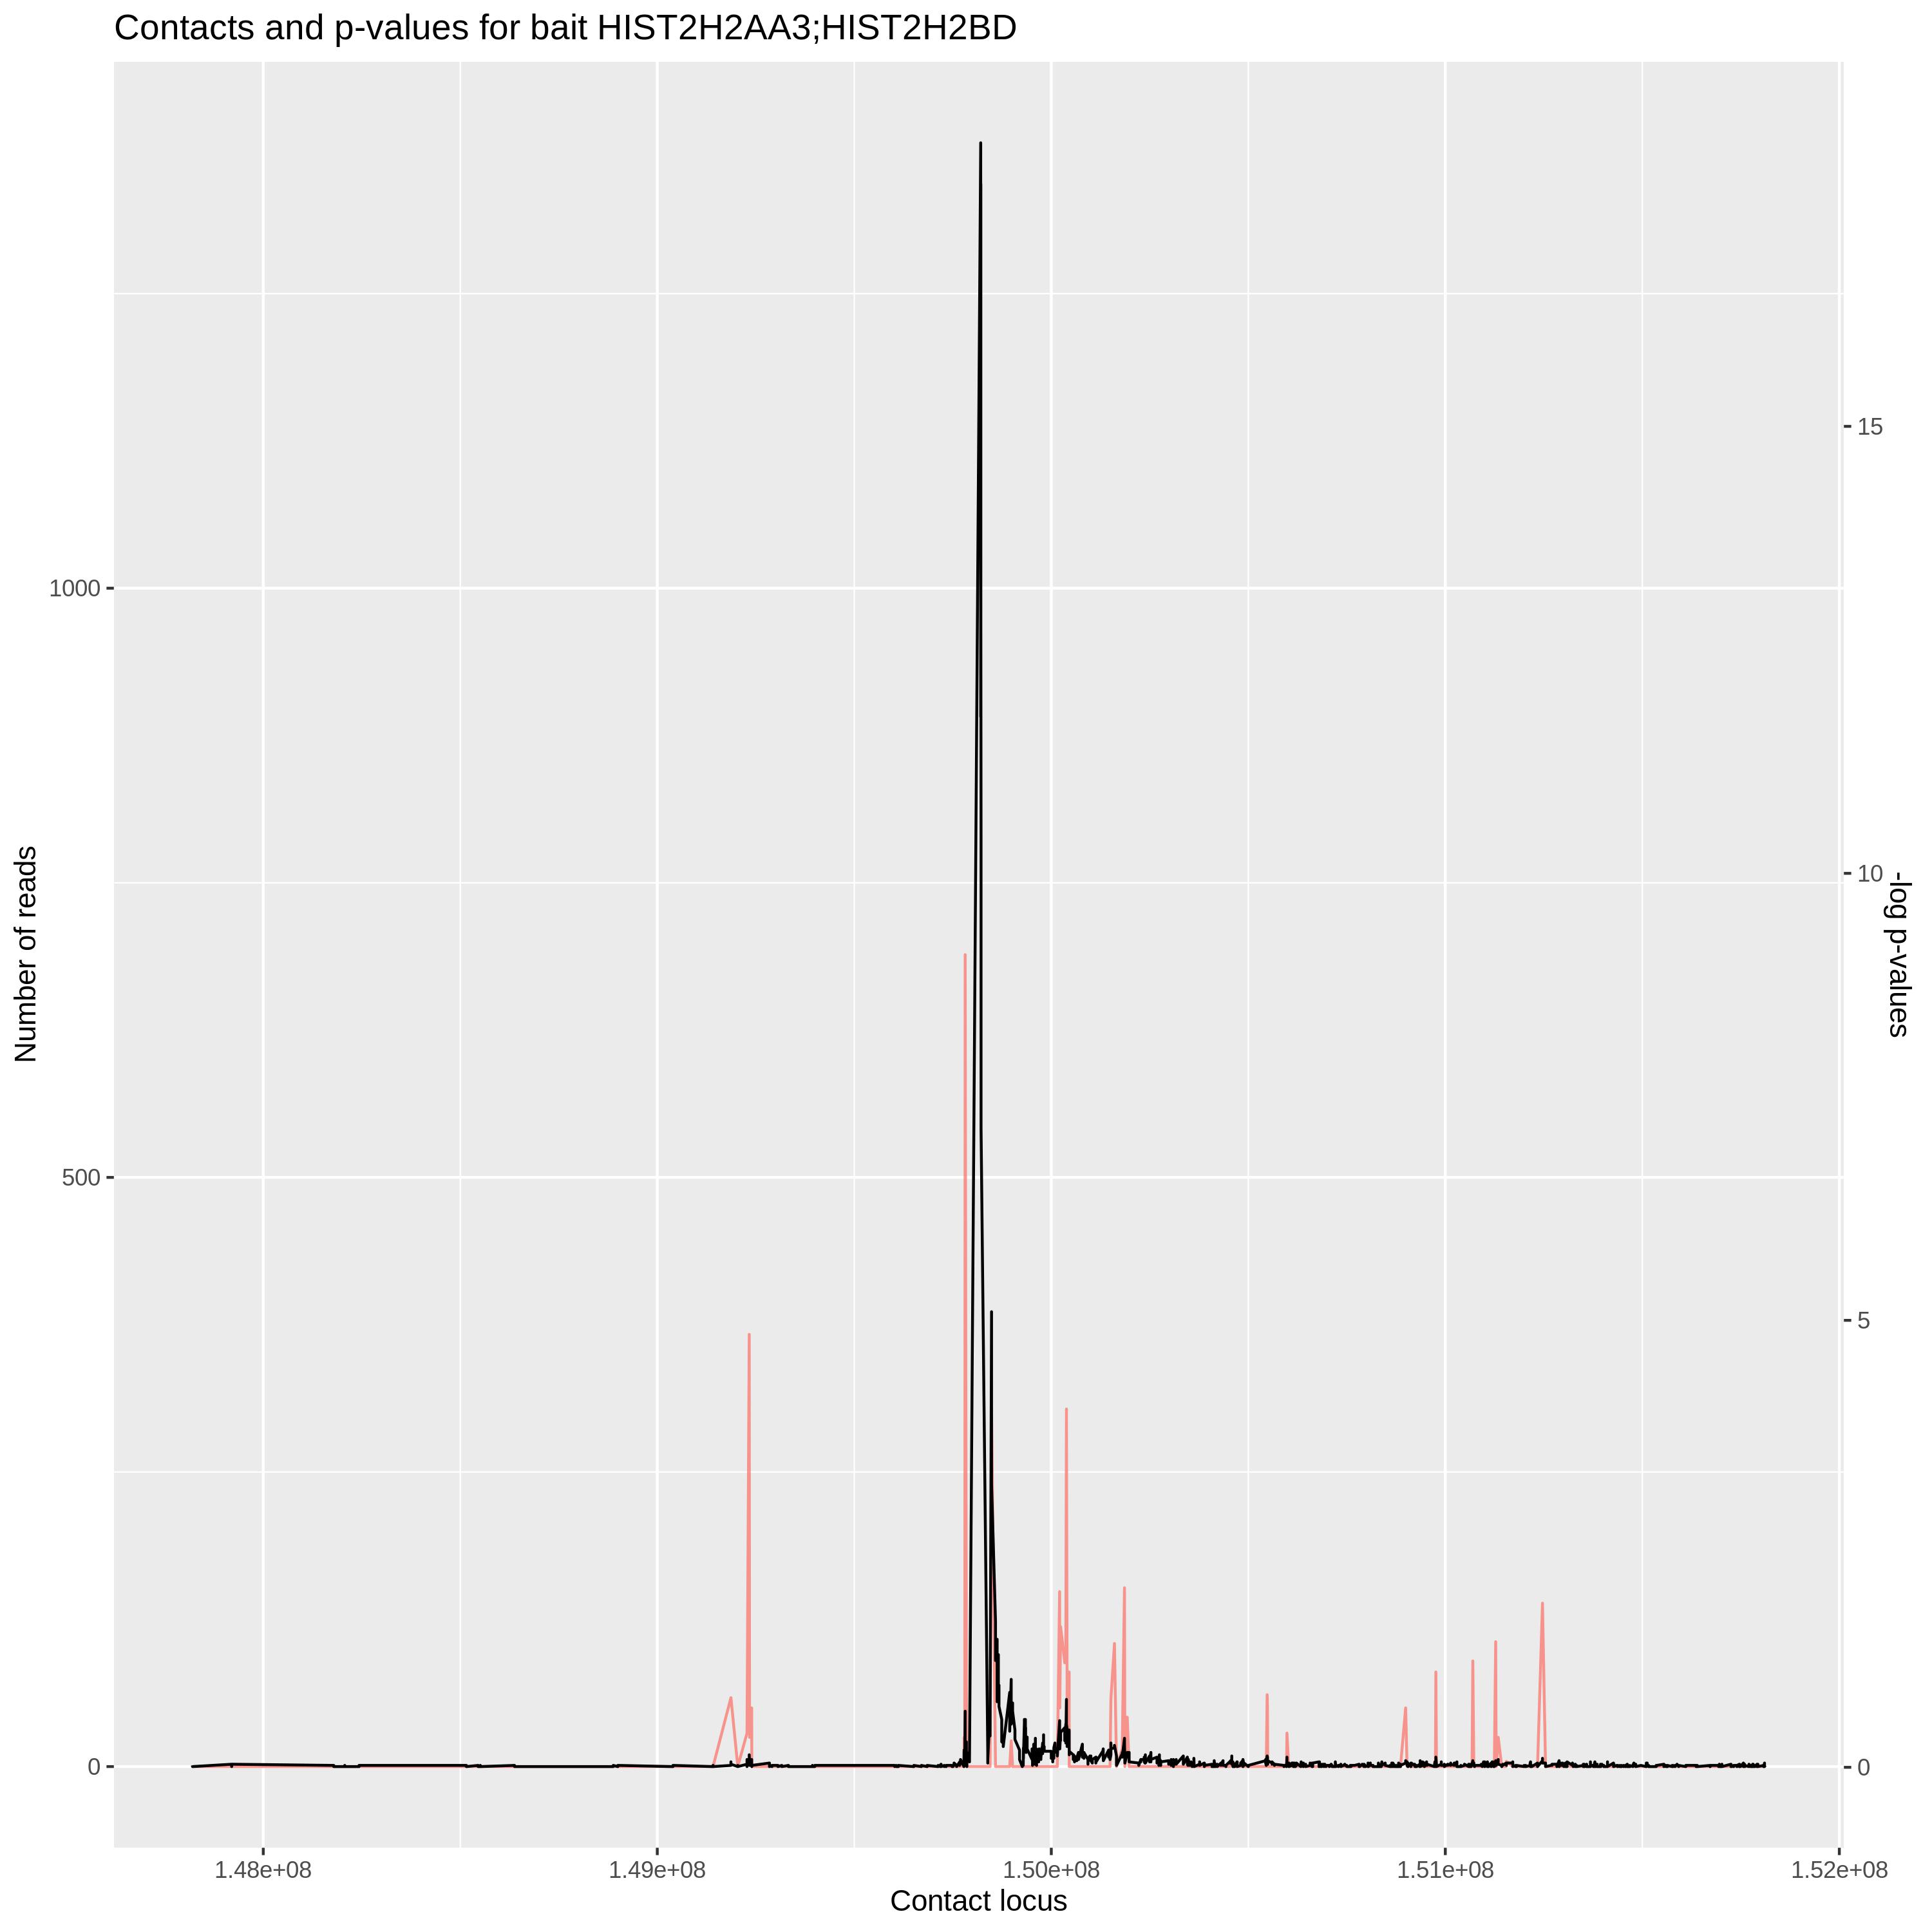 Contacts and p-values for bait HIST2H2AA3;HIST2H2BD
Number of reads
1000
500
0
15
10
5
0
-log p-values
1.48e+08
1.49e+08
1.50e+08
1.51e+08
1.52e+08
Contact locus